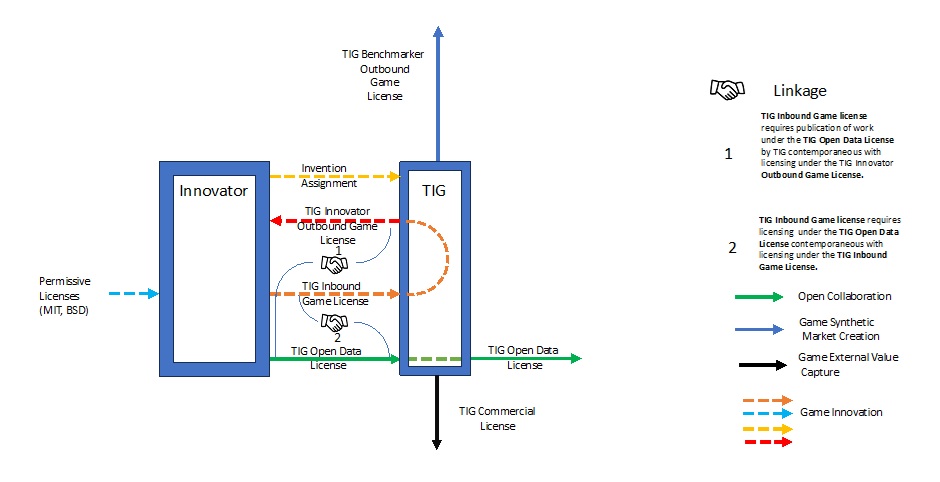 TIG Benchmarker
Outbound
Game
License
Innovator
Invention
Assignment
TIG
TIG Innovator
Outbound Game
License
1
TIG Inbound
Game License
2
Permissive
Licenses
(MIT, BSD)
TIG Open Data
License
TIG Open Data
License
TIG Commercial
License
Linkage
1
TIG Inbound Game license
requires publication of work
under the TIG Open Data License
by TIG contemporaneous with
licensing under the TIG Innovator
Outbound Game License.
2
TIG Inbound Game license requires
licensing under the TIG Open Data
License contemporaneous with
licensing under the TIG Inbound
Game License.
Open Collaboration
Game Synthetic
Market Creation
Game External Value
Capture
Game Innovation